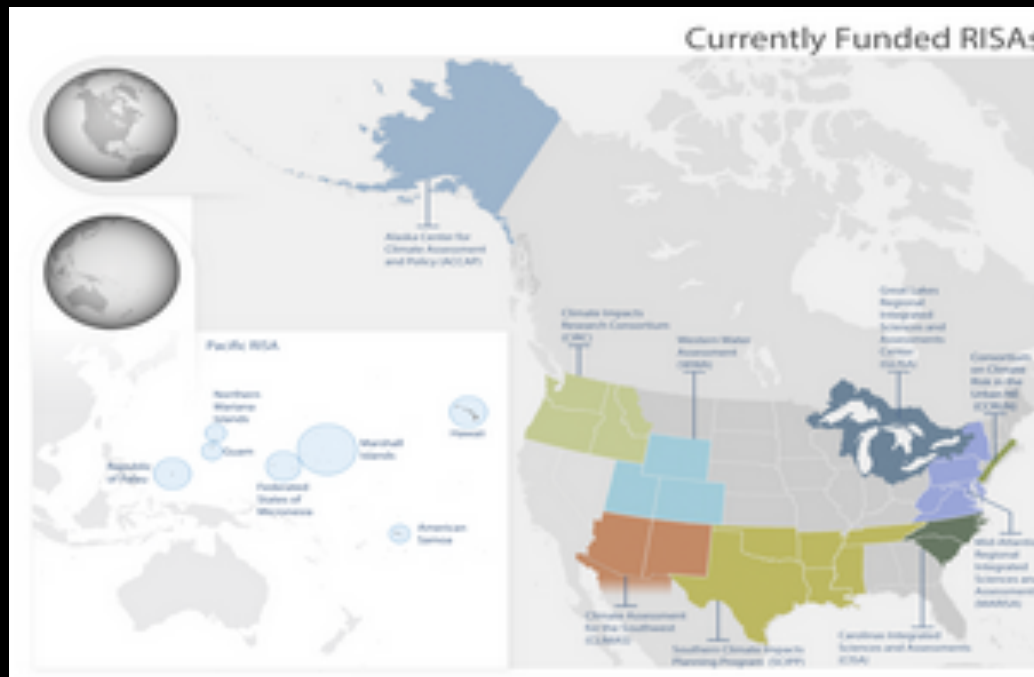 Currently Funded RISAs
Alaska Center for
Climate Assessment
and Policy (ACCAP)
Climate Impacts
Research Consortium
(CIRC)
Western Water
Assessment
(WWA)
Great Lakes
Regional
Integrated
Sciences and
Assessments
Center
(GLISA)
Consortium
on Climate
Risk in the
Urban NE
(CCRUN)
Pacific RISA
Northern
Mariana
Islands
Guam
Republic
of Palau
Federated
States of
Micronesia
Marshall
Islands
Hawaii
American
Samoa
Climate Assessment
for the Southwest
(CLIMAS)
Southern Climate Impacts
Planning Program (SCIPP)
Carolinas Integrated
Sciences and Assessments
(CISA)
Mid-Atlantic
Regional
Integrated
Sciences and
Assessments